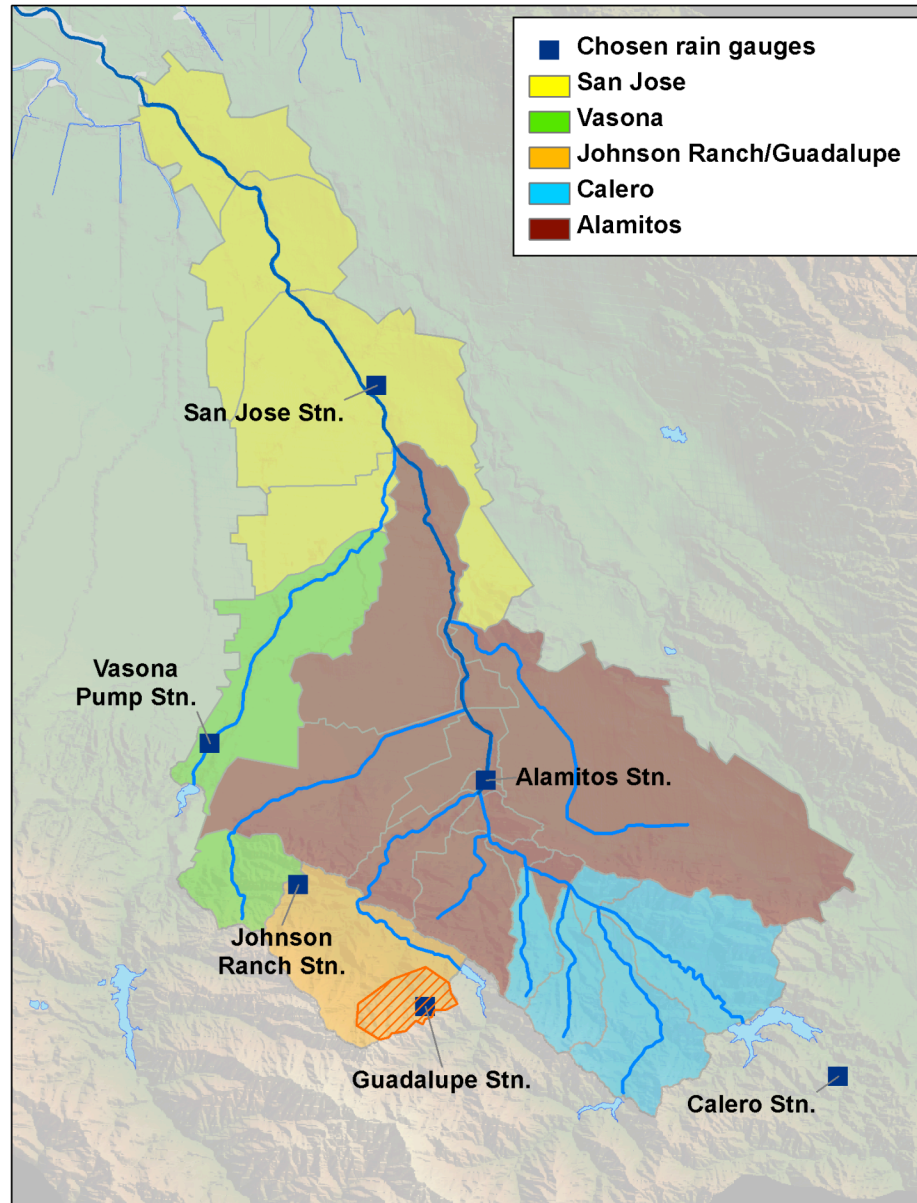 Chosen rain gauges
San Jose
Vasona
Johnson Ranch/Guadalupe
Calero
Alamitos
San Jose Stn.
Vasona
Pump Stn.
Alamitos Stn.
Johnson
Ranch Stn.
Guadalupe Stn.
Calero Stn.